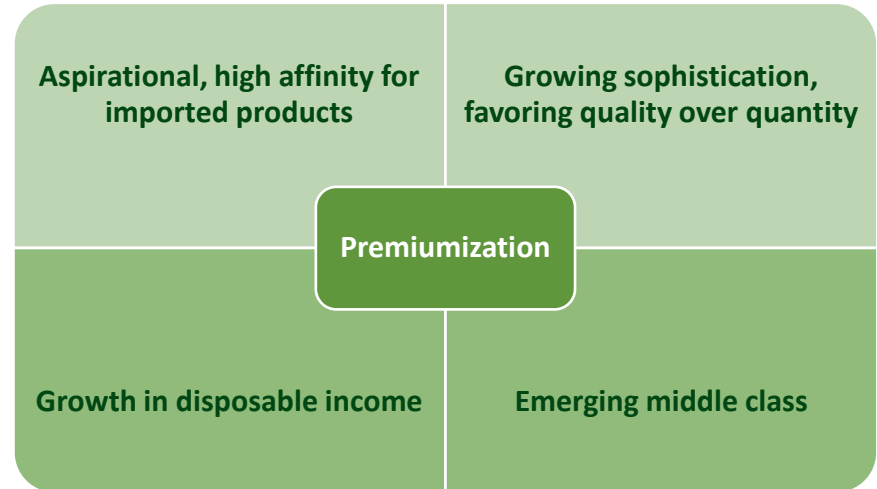 Aspirational, high affinity for
imported products
Growing sophistication,
favoring quality over quantity
Premiumization
Growth in disposable income
Emerging middle class